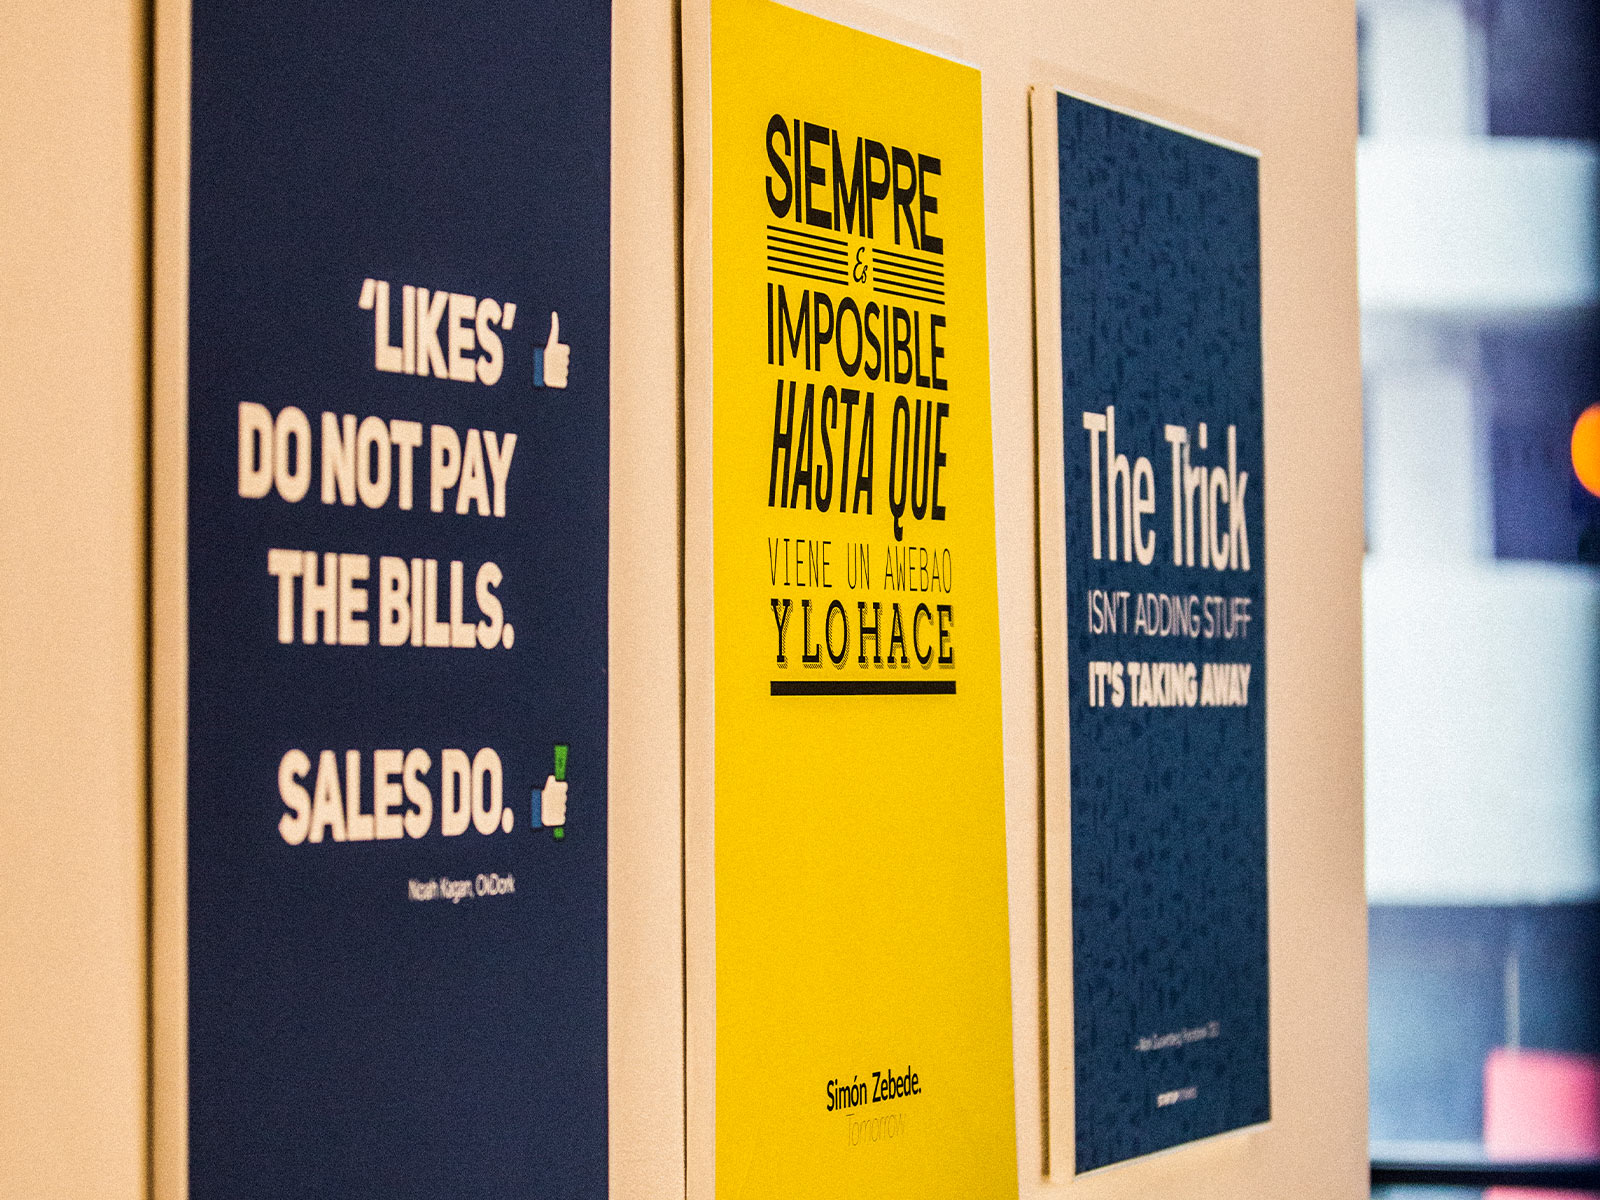 ‘LIKES’
DO NOT PAY
THE BILLS.
SALES DO.
Noah Kagan, OkDork
SIEMPRE
Es
IMPOSIBLE
HASTA QUE
VIENE UN AWEBAO
Y LO HACE
Simón Zebede.
Tomorrow
The Trick
ISN'T ADDING STUFF
IT'S TAKING AWAY
STARTUP